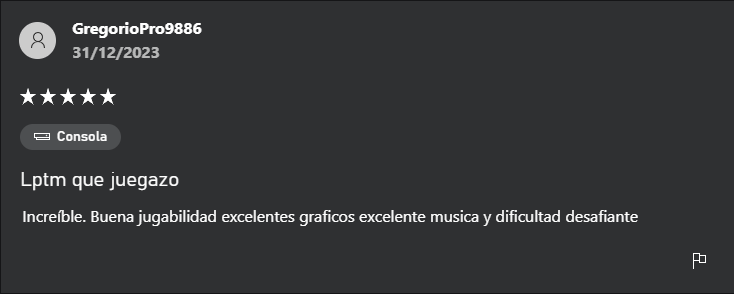 GregorioPro9886
31/12/2023
Consola
Lptm que juegazo
Increíble. Buena jugabilidad excelentes graficos excelente musica y dificultad desafiante